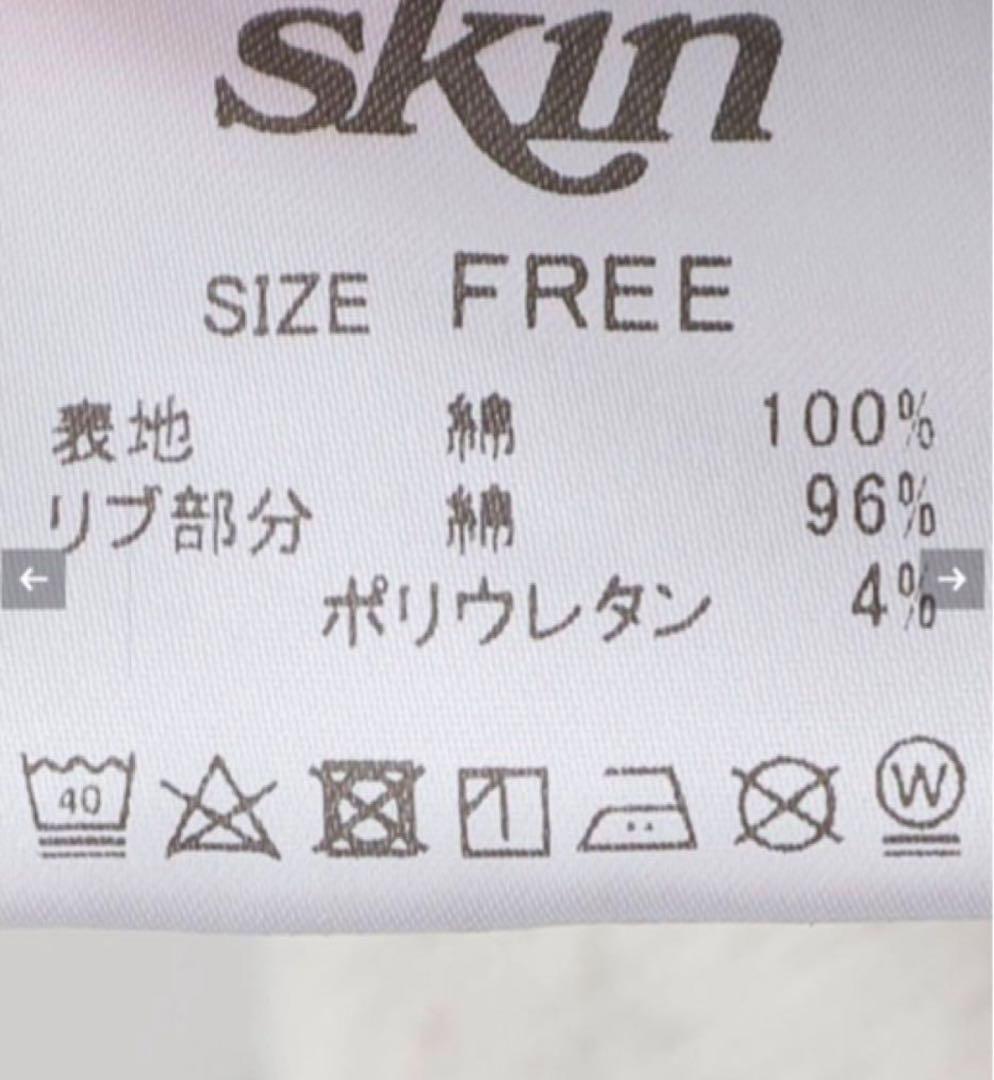 skin
SIZE FREE
表地 綿 100%
リブ部分 綿 96%
ポリウレタン 4%
40
W